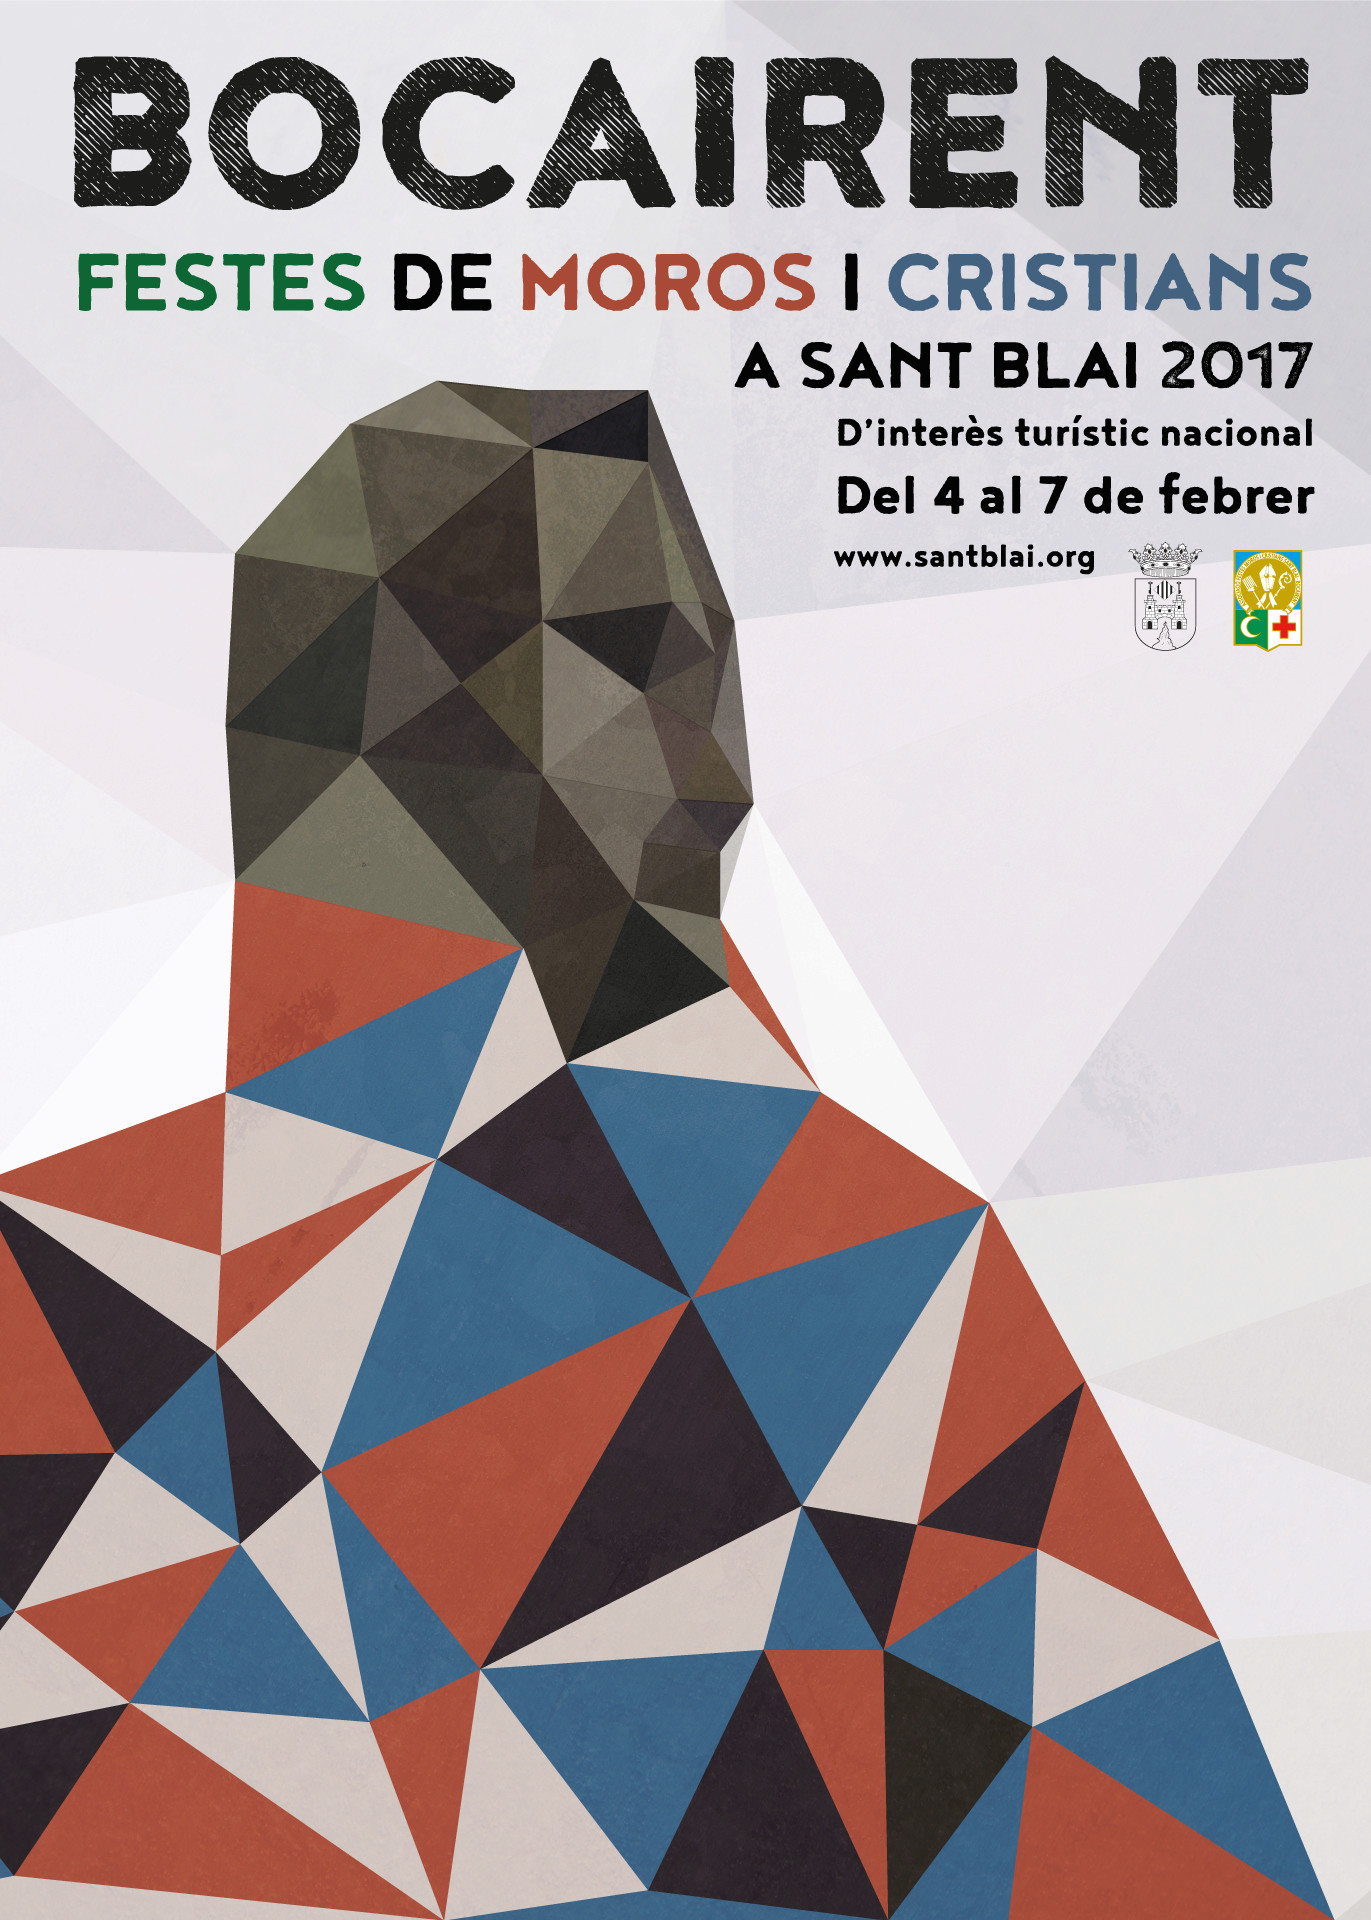 BOCAIRENT
FESTES DE MOROS I CRISTIANS
A SANT BLAI 2017
D'interès turístic nacional
Del 4 al 7 de febrer
www.santblai.org